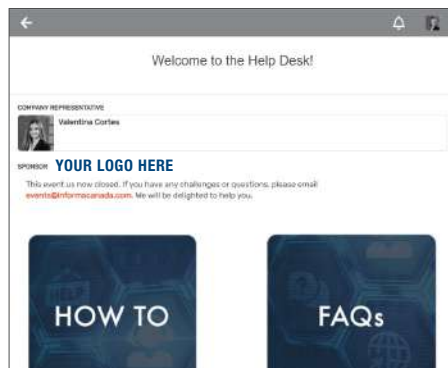 Welcome to the Help Desk!
COMPANY REPRESENTATIVE
Valentina Cortes
SPONSOR YOUR LOGO HERE
This event us now closed. If you have any challenges or questions, please email
events@informacanada.com. We will be delighted to help you.
HELP
HOW TO FAQs